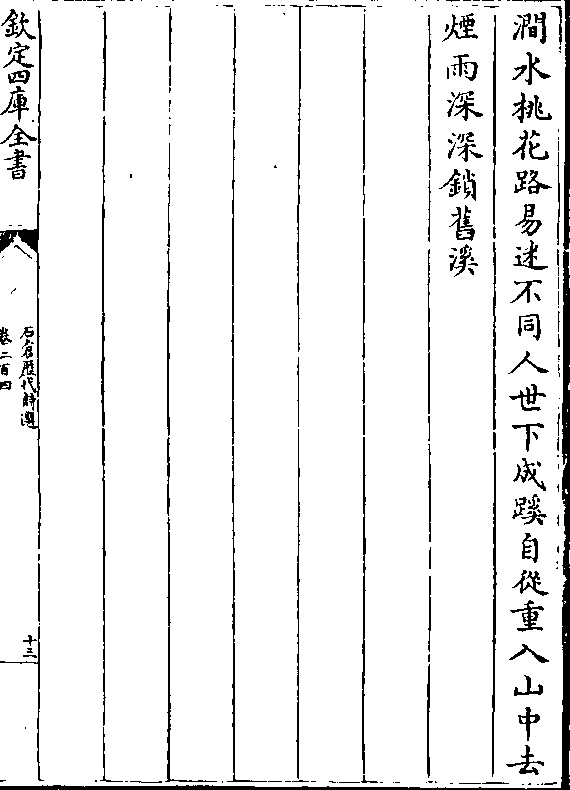 澗水桃花路易迷不同人世下成蹊自從重入山中去
煙雨深深鎖舊溪
欽定四庫全書
石倉歷代詩選
卷二百四
十三